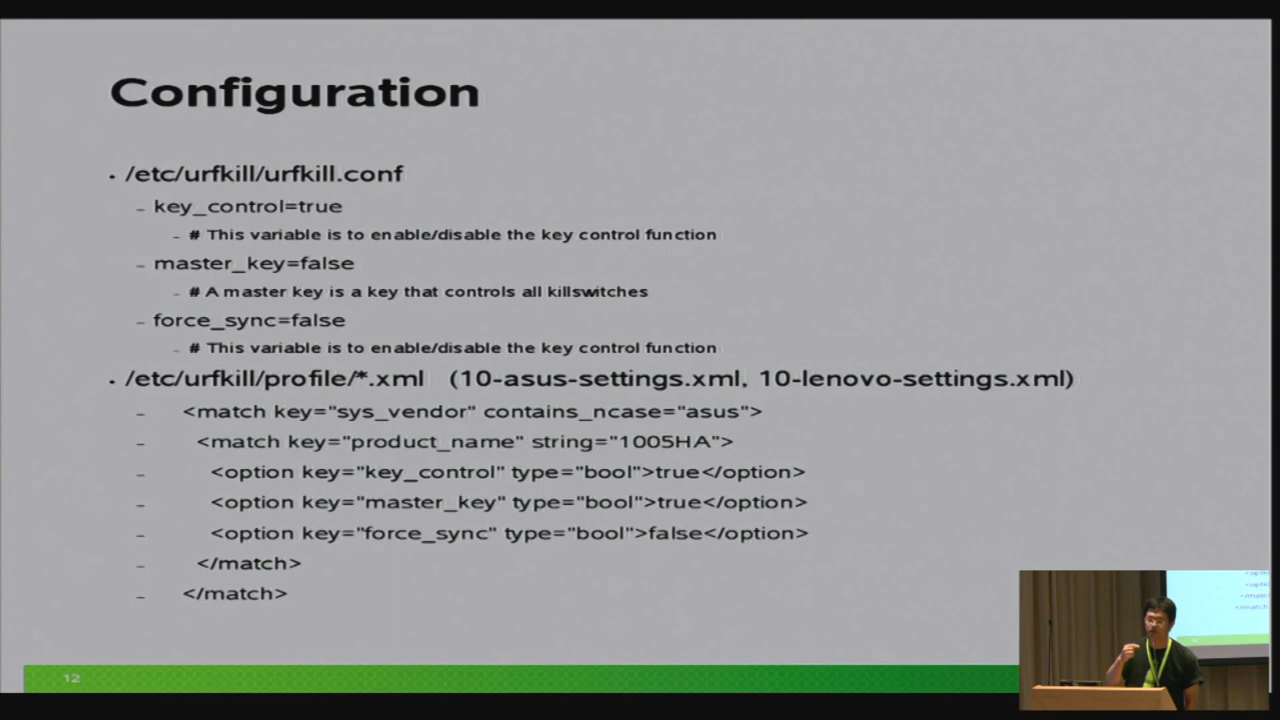 Configuration
• /etc/urfkill/urfkill.conf
– key_control=true
– # This variable is to enable/disable the key control function
– master_key=false
– # A master key is a key that controls all killswitches
– force_sync=false
– # This variable is to enable/disable the key control function
• /etc/urfkill/profile/*.xml (10-asus-settings.xml, 10-lenovo-settings.xml)
– <match key="sys_vendor" contains_ncase="asus">
– <match key="product_name" string="1005HA">
– <option key="key_control" type="bool">true</option>
– <option key="master_key" type="bool">true</option>
– <option key="force_sync" type="bool">false</option>
– </match>
– </match>
12